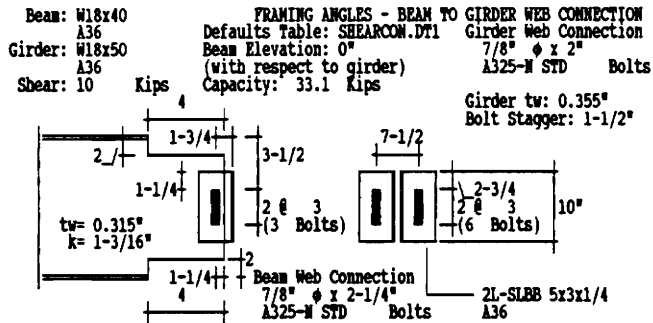 Beam: W18x40
A36
Girder: W18x50
A36
Shear: 10 Kips
FRAMING ANGLES - BEAM TO GIRDER WEB CONNECTION
Defaults Table: SHEARCON.DT1
Beam Elevation: 0"
(with respect to girder)
Capacity: 33.1 Kips
Girder Web Connection
7/8" ϕ x 2"
A325-N STD Bolts
Girder tw: 0.355"
Bolt Stagger: 1-1/2"
4
1-3/4
3-1/2
7-1/2
2_/
1-1/4
2 @ 3
(3 Bolts)
\_2-3/4
2 @ 3
(6 Bolts)
10"
tw= 0.315"
k= 1-3/16"
2
1-1/4
4
Beam Web Connection
7/8" ϕ x 2-1/4"
A325-N STD Bolts
2L-SLBB 5x3x1/4
A36